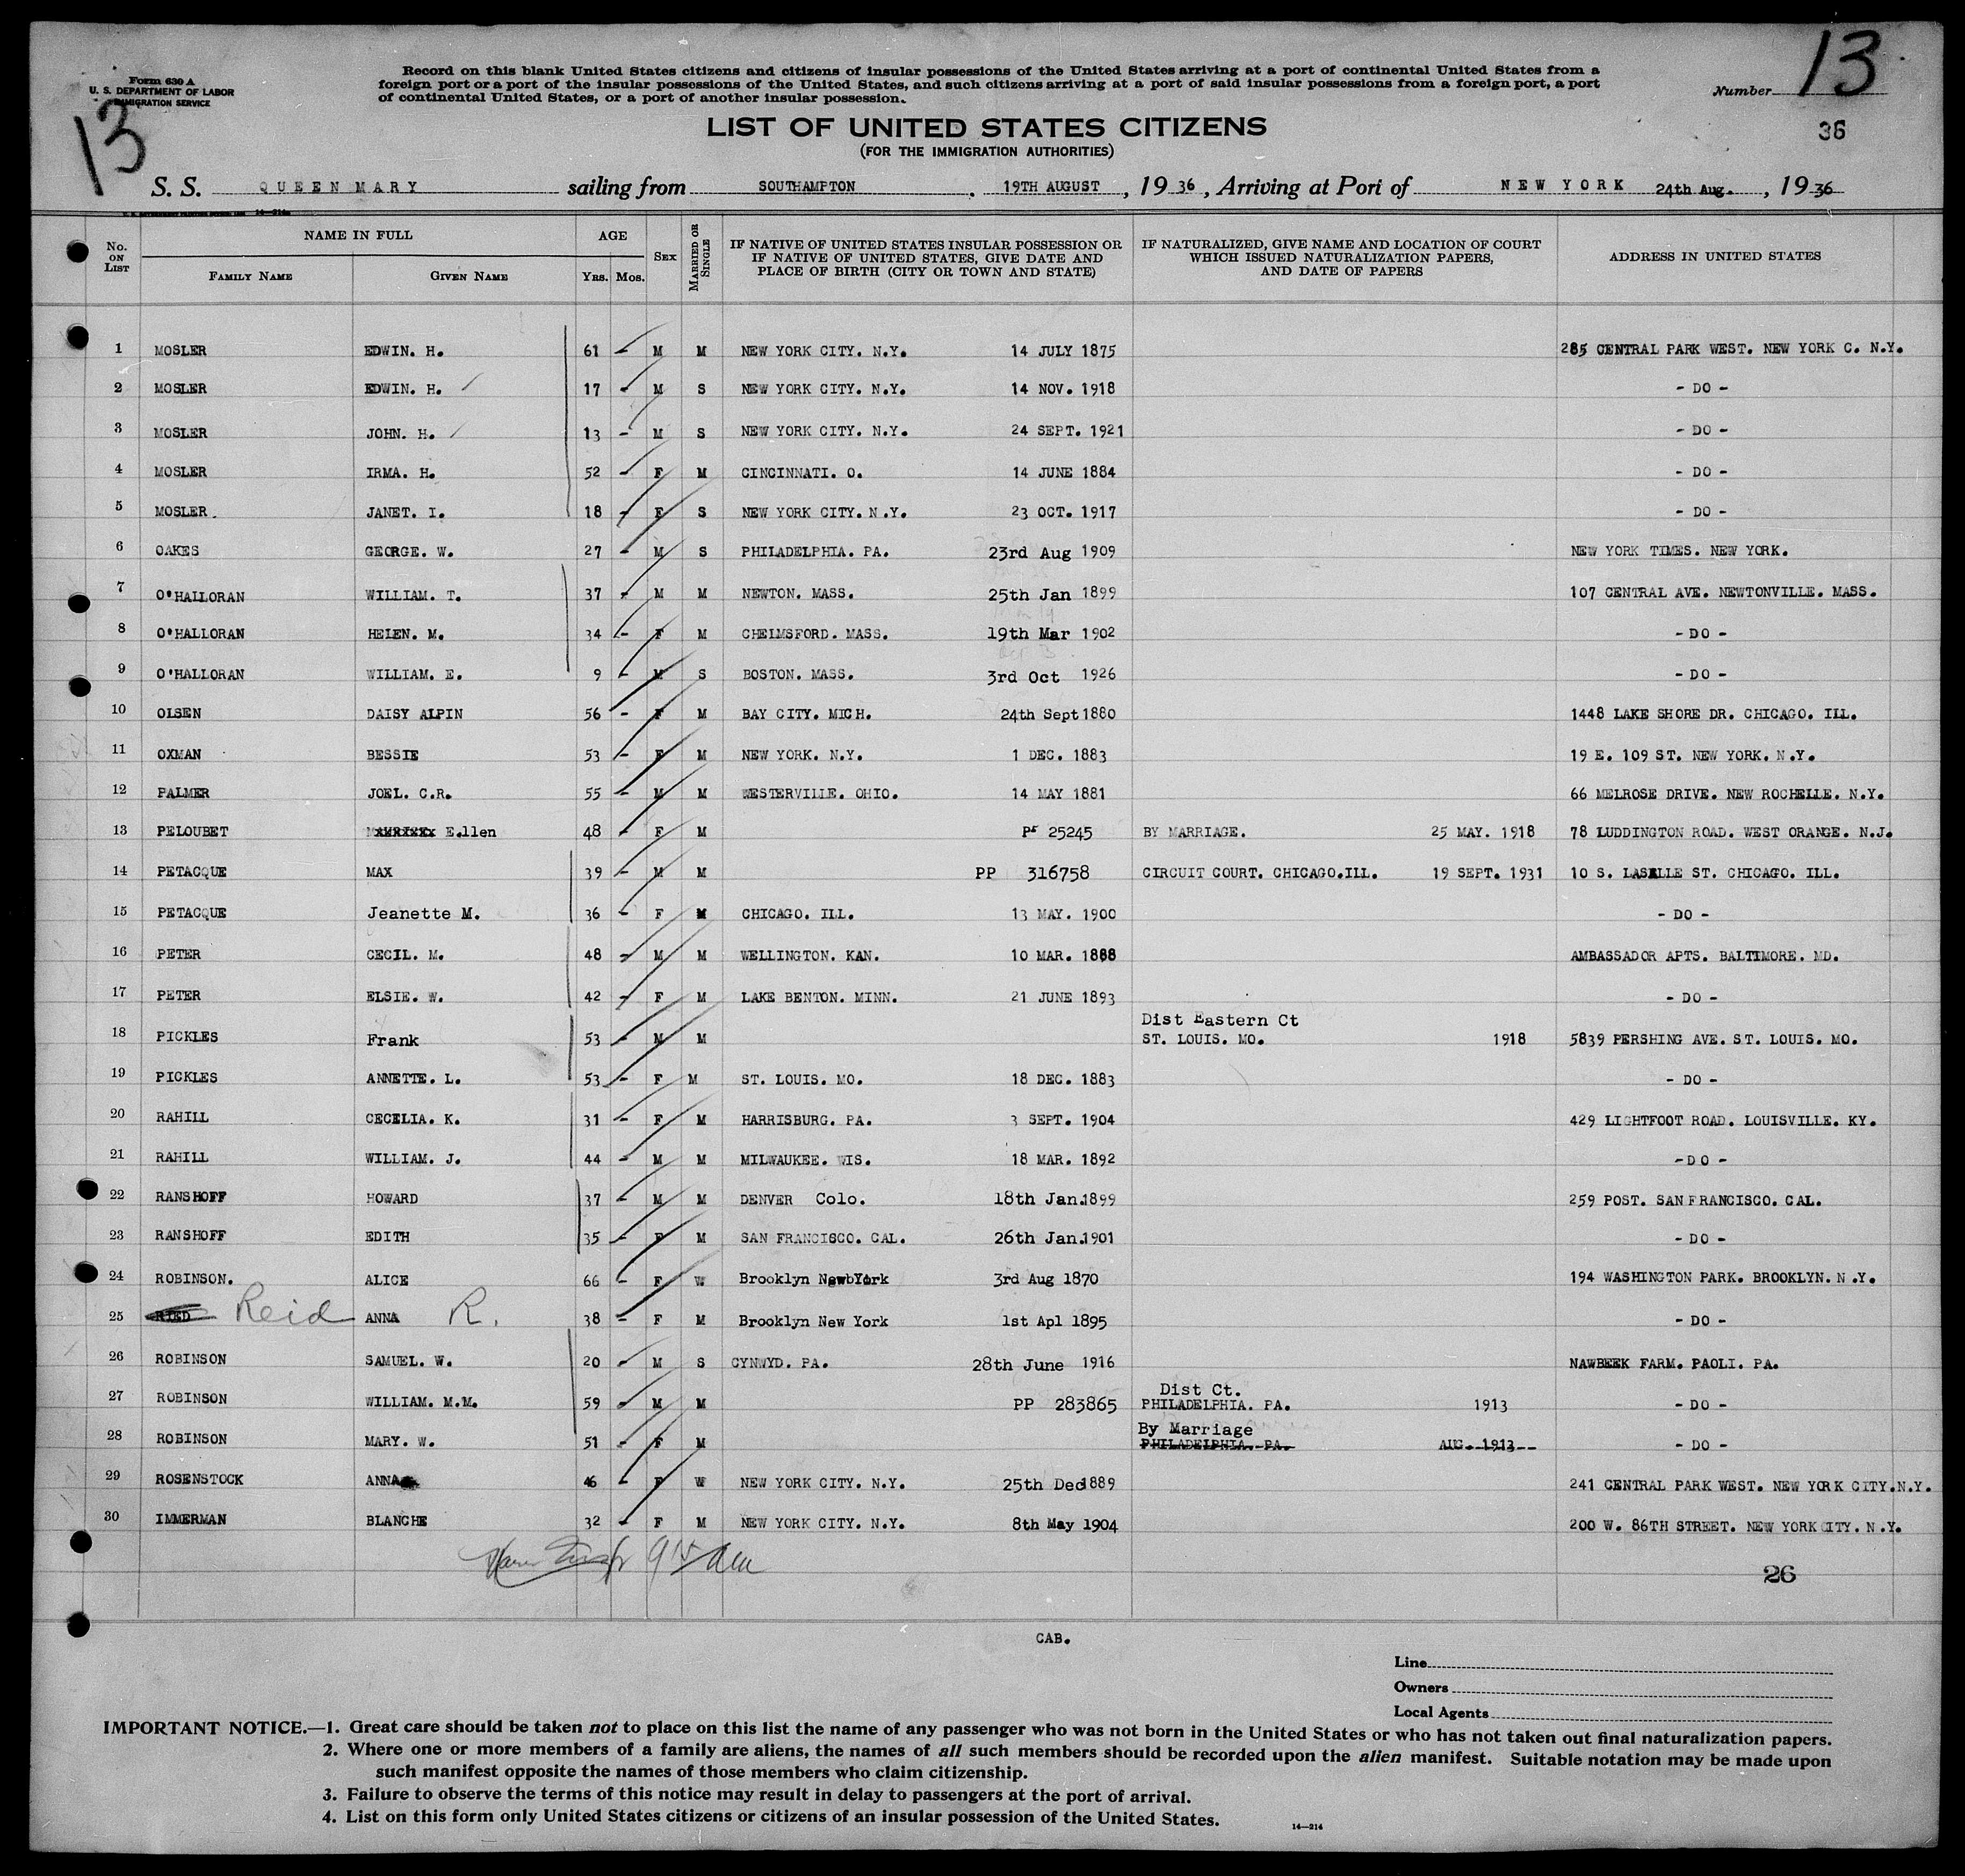 13
Form 630 A
U. S. DEPARTMENT OF LABOR
IMMIGRATION SERVICE
13
Record on this blank United States citizens and citizens of insular possessions of the United States arriving at a port of continental United States from a
foreign port or a port of the insular possessions of the United States, and such citizens arriving at a port of said insular possessions from a foreign port, a port
of continental United States, or a port of another insular possession.
Number
36
LIST OF UNITED STATES CITIZENS
(FOR THE IMMIGRATION AUTHORITIES)
S. S. QUEEN MARY sailing from SOUTHAMPTON, 19TH AUGUST, 1936, Arriving at Port of NEW YORK 24th Aug., 1936
14—214
No. ON LIST NAME IN FULL FAMILY NAME GIVEN NAME AGE YRS. MOS. SEX MARRIED OR SINGLE IF NATIVE OF UNITED STATES INSULAR POSSESSION OR IF NATIVE OF UNITED STATES, GIVE DATE AND PLACE OF BIRTH (CITY OR TOWN AND STATE) IF NATURALIZED, GIVE NAME AND LOCATION OF COURT WHICH ISSUED NATURALIZATION PAPERS, AND DATE OF PAPERS ADDRESS IN UNITED STATES
1 MOSLER EDWIN. H. 61 - M M NEW YORK CITY. N.Y. 14 JULY 1875 285 CENTRAL PARK WEST. NEW YORK C. N.Y.
2 MOSLER EDWIN. H. 17 - M S NEW YORK CITY. N.Y. 14 NOV. 1918 - DO -
3 MOSLER JOHN. H. 13 - M S NEW YORK CITY. N.Y. 24 SEPT. 1921 - DO -
4 MOSLER IRMA. H. 52 - F M CINCINNATI. O. 14 JUNE 1884 - DO -
5 MOSLER. JANET. I. 18 - F S NEW YORK CITY. N.Y. 23 OCT. 1917 - DO -
6 OAKES GEORGE. W. 27 - M S PHILADELPHIA. PA. 23rd Aug 1909 NEW YORK TIMES. NEW YORK.
7 O'HALLORAN WILLIAM. T. 37 - M M NEWTON. MASS. 25th Jan 1899 107 CENTRAL AVE. NEWTONVILLE. MASS.
8 O'HALLORAN HELEN. M. 34 - F M CHELMSFORD. MASS. 19th Mar 1902 - DO -
9 O'HALLORAN WILLIAM. E. 9 - M S BOSTON. MASS. 3rd Oct 1926 - DO -
10 OLSEN DAISY ALPIN 56 - F M BAY CITY. MICH. 24th Sept 1880 1448 LAKE SHORE DR. CHICAGO. ILL.
11 OXMAN BESSIE 53 - F M NEW YORK. N.Y. 1 DEC. 1883 19 E. 109 ST. NEW YORK. N.Y.
12 PALMER JOEL. C.R. 55 - M M WESTERVILLE. OHIO. 14 MAY 1881 66 MELROSE DRIVE. NEW ROCHELLE. N.Y.
13 PELOUBET Ellen 48 - F M Pr 25245 BY MARRIAGE. 25 MAY. 1918 78 LUDDINGTON ROAD. WEST ORANGE. N.J.
14 PETACQUE MAX 39 - M M PP 316758 CIRCUIT COURT. CHICAGO.ILL. 19 SEPT. 1931 10 S. LASALLE ST. CHICAGO. ILL.
15 PETACQUE Jeanette M. 36 - F M CHICAGO. ILL. 13 MAY. 1900 - DO -
16 PETER CECIL. M. 48 - M M WELLINGTON. KAN. 10 MAR. 1888 AMBASSADOR APTS. BALTIMORE. MD.
17 PETER ELSIE. W. 42 - F M LAKE BENTON. MINN. 21 JUNE 1893 - DO -
Dist Eastern Ct
18 PICKLES Frank 53 - M M ST. LOUIS. MO. 1918 5839 PERSHING AVE. ST. LOUIS. MO.
19 PICKLES ANNETTE. L. 53 - F M ST. LOUIS. MO. 18 DEC. 1883 - DO -
20 RAHILL CECELIA. K. 31 - F M HARRISBURG. PA. 3 SEPT. 1904 429 LIGHTFOOT ROAD. LOUISVILLE. KY.
21 RAHILL WILLIAM. J. 44 - M M MILWAUKEE. WIS. 18 MAR. 1892 - DO -
22 RANSHOFF HOWARD 37 - M M DENVER Colo. 18th Jan.1899 259 POST. SAN FRANCISCO. CAL.
23 RANSHOFF EDITH 35 - F M SAN FRANCISCO. CAL. 26th Jan.1901 - DO -
24 ROBINSON. ALICE 66 - F W Brooklyn New York 3rd Aug 1870 194 WASHINGTON PARK. BROOKLYN. N.Y.
25 RIED Reid ANNA R. 38 - F M Brooklyn New York 1st Apl 1895 - DO -
26 ROBINSON SAMUEL. W. 20 - M S CYNWYD. PA. 28th June 1916 NAWBEEK FARM. PAOLI. PA.
Dist Ct.
27 ROBINSON WILLIAM. M.M. 59 - M M PP 283865 PHILADELPHIA. PA. 1913 - DO -
By Marriage
28 ROBINSON MARY. W. 51 - F M PHILADELPHIA. PA. AUG. 1913 - DO -
29 ROSENSTOCK ANNA 46 - F W NEW YORK CITY. N.Y. 25th Dec1889 241 CENTRAL PARK WEST. NEW YORK CITY.N.Y.
30 IMMERMAN BLANCHE 32 - F M NEW YORK CITY. N.Y. 8th May 1904 200 W. 86TH STREET. NEW YORK CITY. N.Y.
26
CAB.
Line
Owners
Local Agents
IMPORTANT NOTICE.—1. Great care should be taken not to place on this list the name of any passenger who was not born in the United States or who has not taken out final naturalization papers.
2. Where one or more members of a family are aliens, the names of all such members should be recorded upon the alien manifest. Suitable notation may be made upon
such manifest opposite the names of those members who claim citizenship.
3. Failure to observe the terms of this notice may result in delay to passengers at the port of arrival.
4. List on this form only United States citizens or citizens of an insular possession of the United States.
14—214